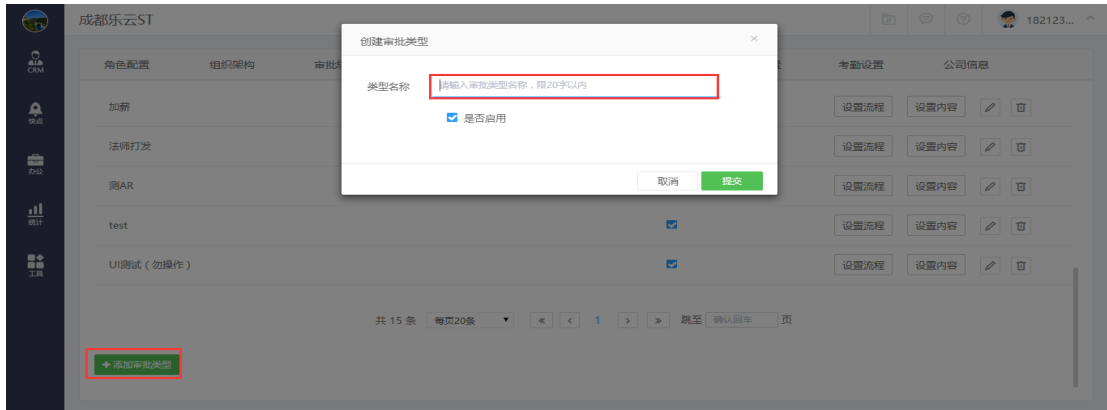 成都乐云ST
182123...
创建审批类型
CRM
角色配置 组织架构 审批 考勤设置 公司信息
类型名称 请输入审批类型名称，限20字以内
加薪 设置流程 设置内容
快点
是否启用
法师打发 设置流程 设置内容
办公
取消 提交
测AR 设置流程 设置内容
统计
test 设置流程 设置内容
UI测试（勿操作） 设置流程 设置内容
工具
共 15 条 每页20条 « < 1 > » 跳至 确认回车 页
+ 添加审批类型